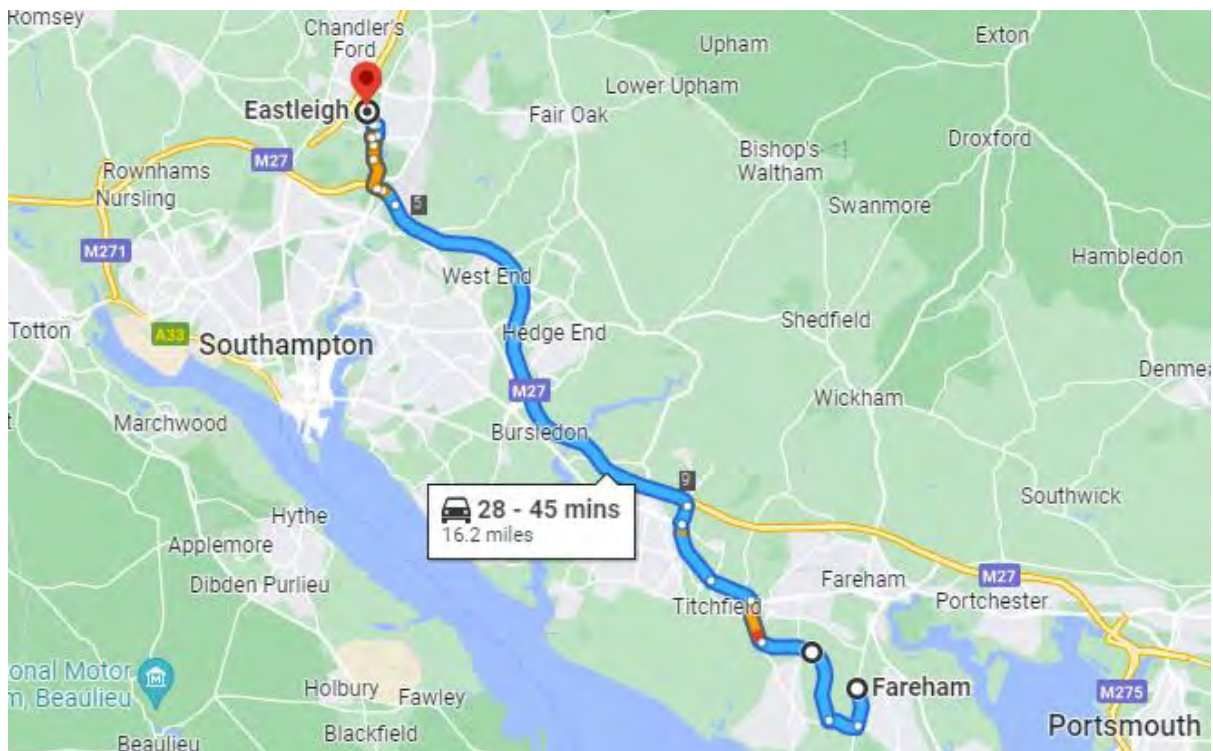 Romsey
Chandler's
Ford
Upham
Exton
Lower Upham
Eastleigh
Fair Oak
Droxford
M27
Bishop's
Waltham
Rownhams
Nursling
5
Swanmore
M271
West End
Hambledon
Totton
A33
Southampton
Hedge End
Shedfield
M27
Denmea
Marchwood
Wickham
Bursledon
9
28 - 45 mins
16.2 miles
Southwick
Hythe
Applemore
Dibden Purlieu
Fareham
M27
Titchfield
Portchester
onal Motor
m Beaulieu
Holbury
Fawley
Fareham
M275
Portsmouth
Blackfield
Beaulieu